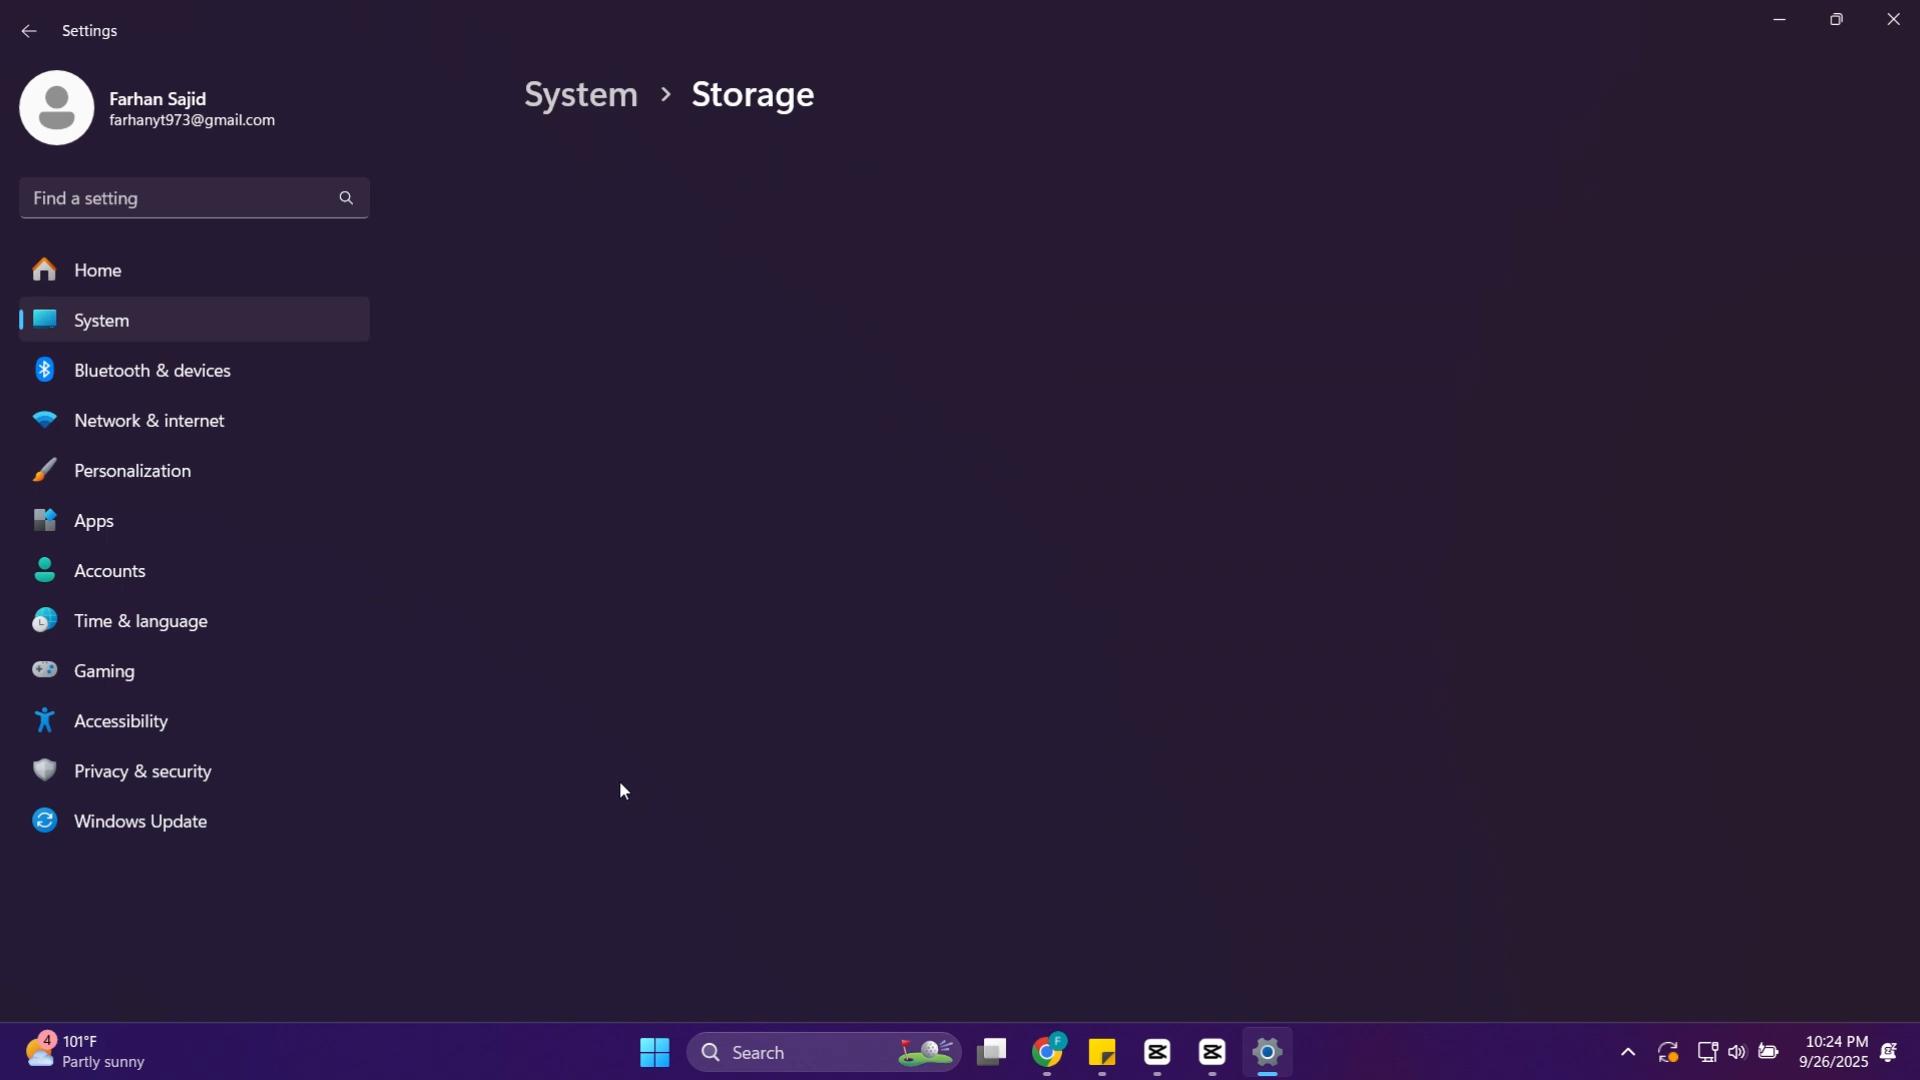 Settings
Farhan Sajid
farhanyt973@gmail.com
System > Storage
Find a setting
Home
System
Bluetooth & devices
Network & internet
Personalization
Apps
Accounts
Time & language
Gaming
Accessibility
Privacy & security
Windows Update
4
101°F
Partly sunny
Search
F
10:24 PM
9/26/2025